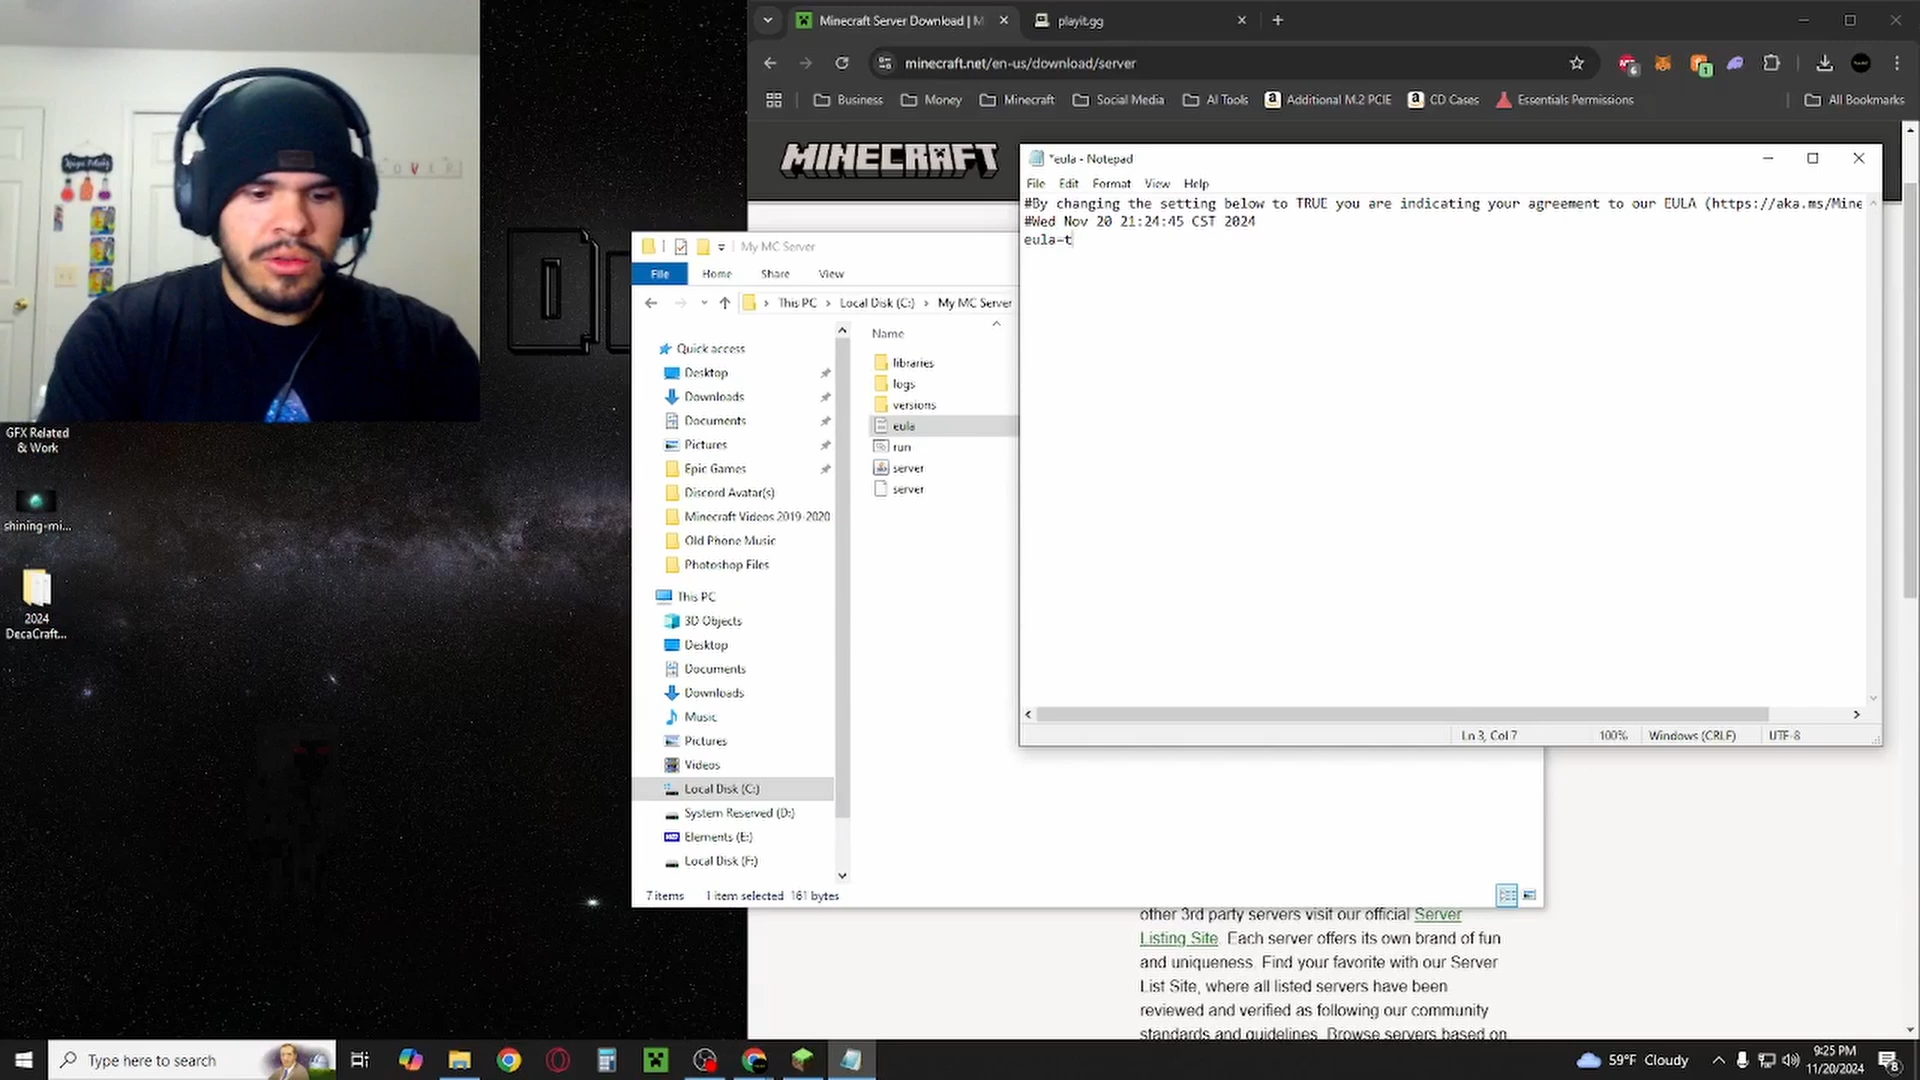 Minecraft Server Download | M
playit.gg
minecraft.net/en-us/download/server
6
1
Business
Money
Minecraft
Social Media
AI Tools
Additional M.2 PCIE
CD Cases
Essentials Permissions
All Bookmarks
MINECRAFT
*eula - Notepad
File Edit Format View Help
#By changing the setting below to TRUE you are indicating your agreement to our EULA (https://aka.ms/Mine
#Wed Nov 20 21:24:45 CST 2024
eula=t
Ln 3, Col 7
100%
Windows (CRLF)
UTF-8
My MC Server
File Home Share View
This PC > Local Disk (C:) > My MC Server
Name
libraries
logs
versions
eula
run
server
server
Quick access
Desktop
Downloads
Documents
Pictures
Epic Games
Discord Avatar(s)
Minecraft Videos 2019-2020
Old Phone Music
Photoshop Files
This PC
3D Objects
Desktop
Documents
Downloads
Music
Pictures
Videos
Local Disk (C:)
System Reserved (D:)
Elements (E:)
Local Disk (F:)
7 items 1 item selected 161 bytes
other 3rd party servers visit our official Server
Listing Site. Each server offers its own brand of fun
and uniqueness. Find your favorite with our Server
List Site, where all listed servers have been
reviewed and verified as following our community
standards and guidelines. Browse servers based on
GFX Related
& Work
shining-mi...
2024
DecaCraft...
Type here to search
59°F Cloudy
9:25 PM
11/20/2024
8